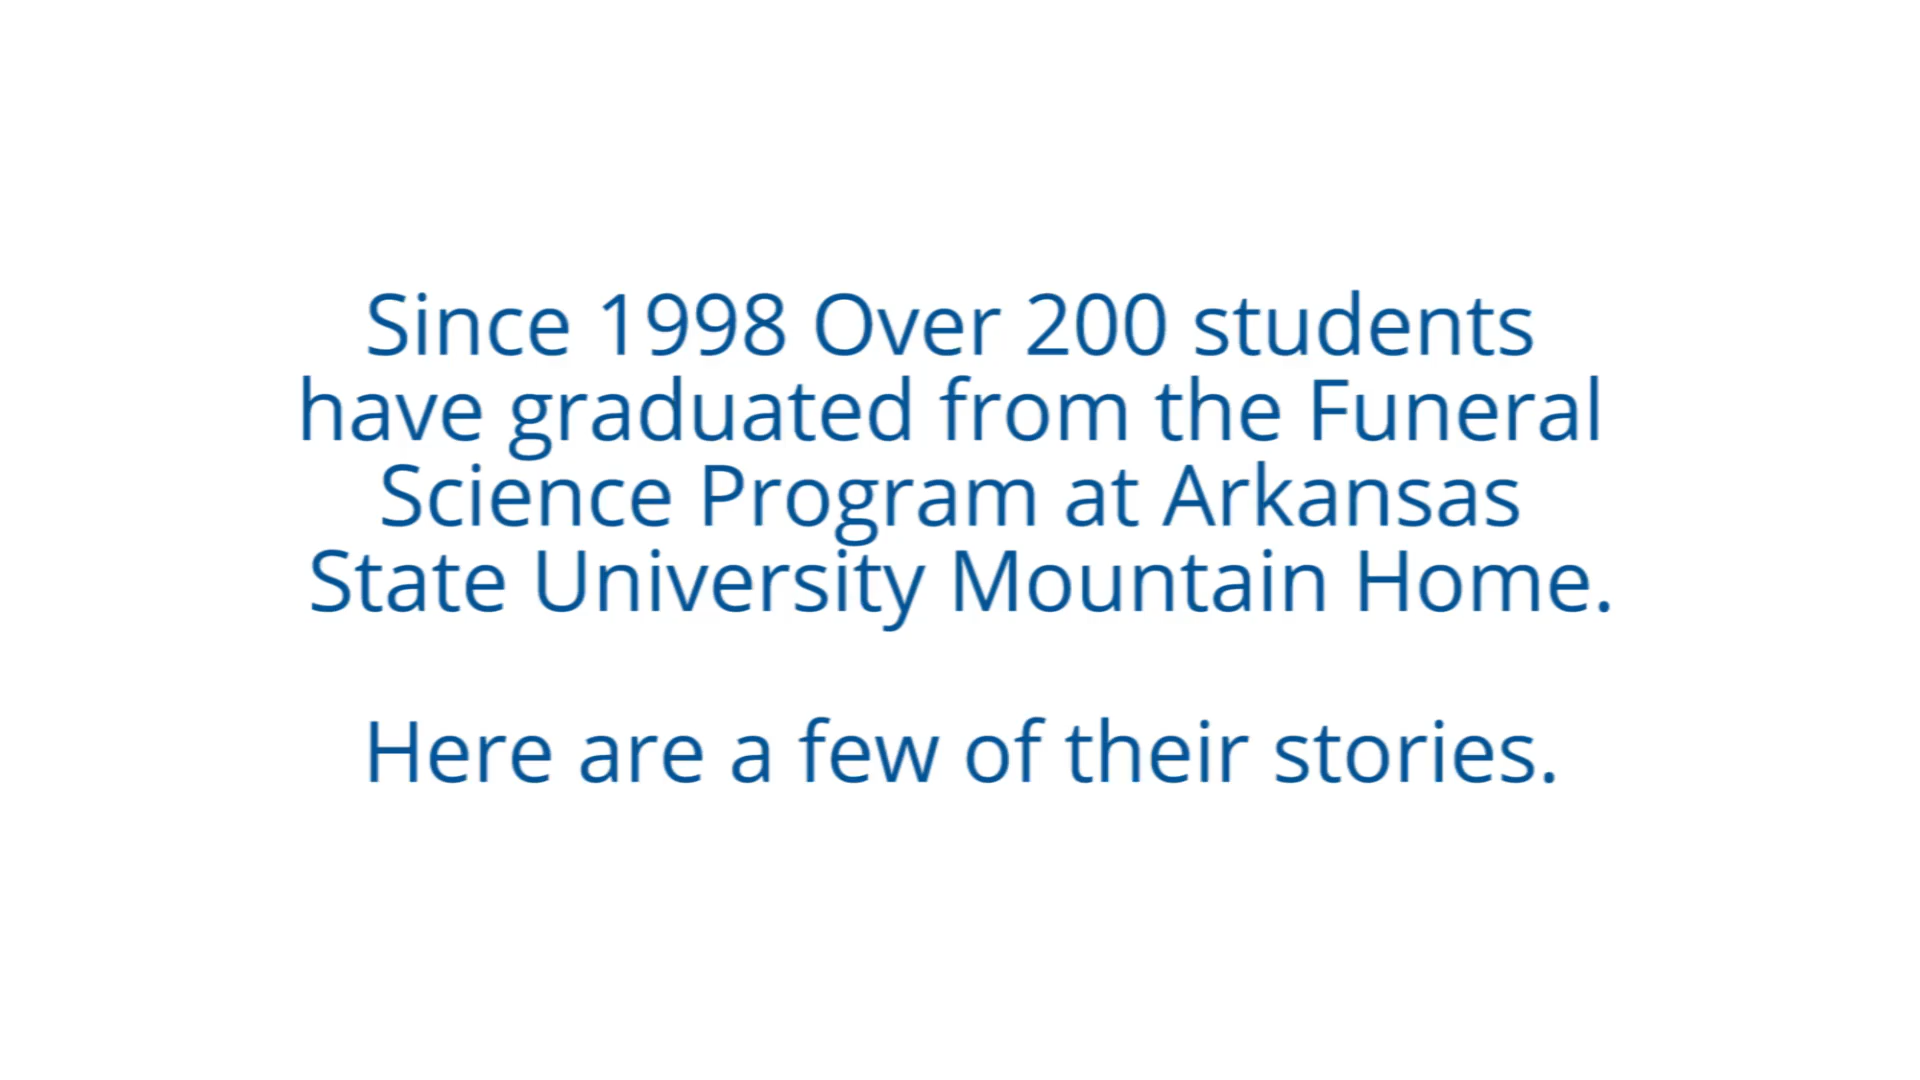 Since 1998 Over 200 students
have graduated from the Funeral
Science Program at Arkansas
State University Mountain Home.
Here are a few of their stories.